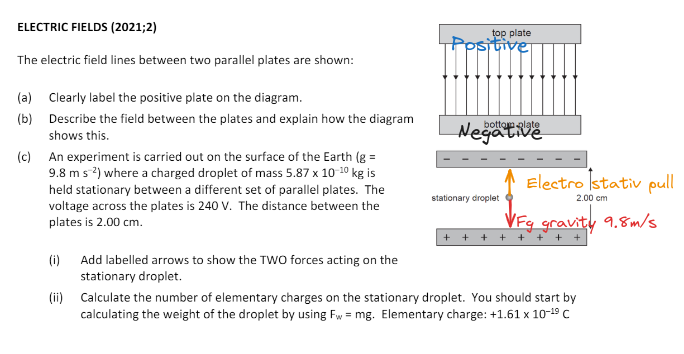 ELECTRIC FIELDS (2021;2)
The electric field lines between two parallel plates are shown:
(a) Clearly label the positive plate on the diagram.
(b) Describe the field between the plates and explain how the diagram
shows this.
(c) An experiment is carried out on the surface of the Earth (g =
9.8 m s⁻²) where a charged droplet of mass 5.87 x 10⁻¹⁰ kg is
held stationary between a different set of parallel plates. The
voltage across the plates is 240 V. The distance between the
plates is 2.00 cm.
(i) Add labelled arrows to show the TWO forces acting on the
stationary droplet.
(ii) Calculate the number of elementary charges on the stationary droplet. You should start by
calculating the weight of the droplet by using Fw = mg. Elementary charge: +1.61 x 10⁻¹⁹ C
top plate
Positive
bottom plate
Negative
- - - - - - - -
Electrostativ pull
stationary droplet
2.00 cm
Fg gravity 9.8m/s
+ + + + + + + +